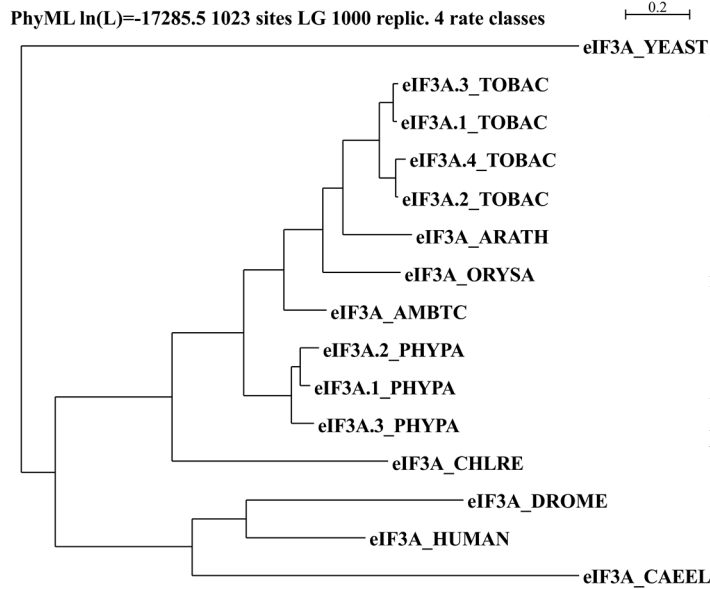 PhyML ln(L)=-17285.5 1023 sites LG 1000 replic. 4 rate classes
0.2
eIF3A_YEAST
eIF3A.3_TOBAC
eIF3A.1_TOBAC
eIF3A.4_TOBAC
eIF3A.2_TOBAC
eIF3A_ARATH
eIF3A_ORYSA
eIF3A_AMBTC
eIF3A.2_PHYPA
eIF3A.1_PHYPA
eIF3A.3_PHYPA
eIF3A_CHLRE
eIF3A_DROME
eIF3A_HUMAN
eIF3A_CAEEL